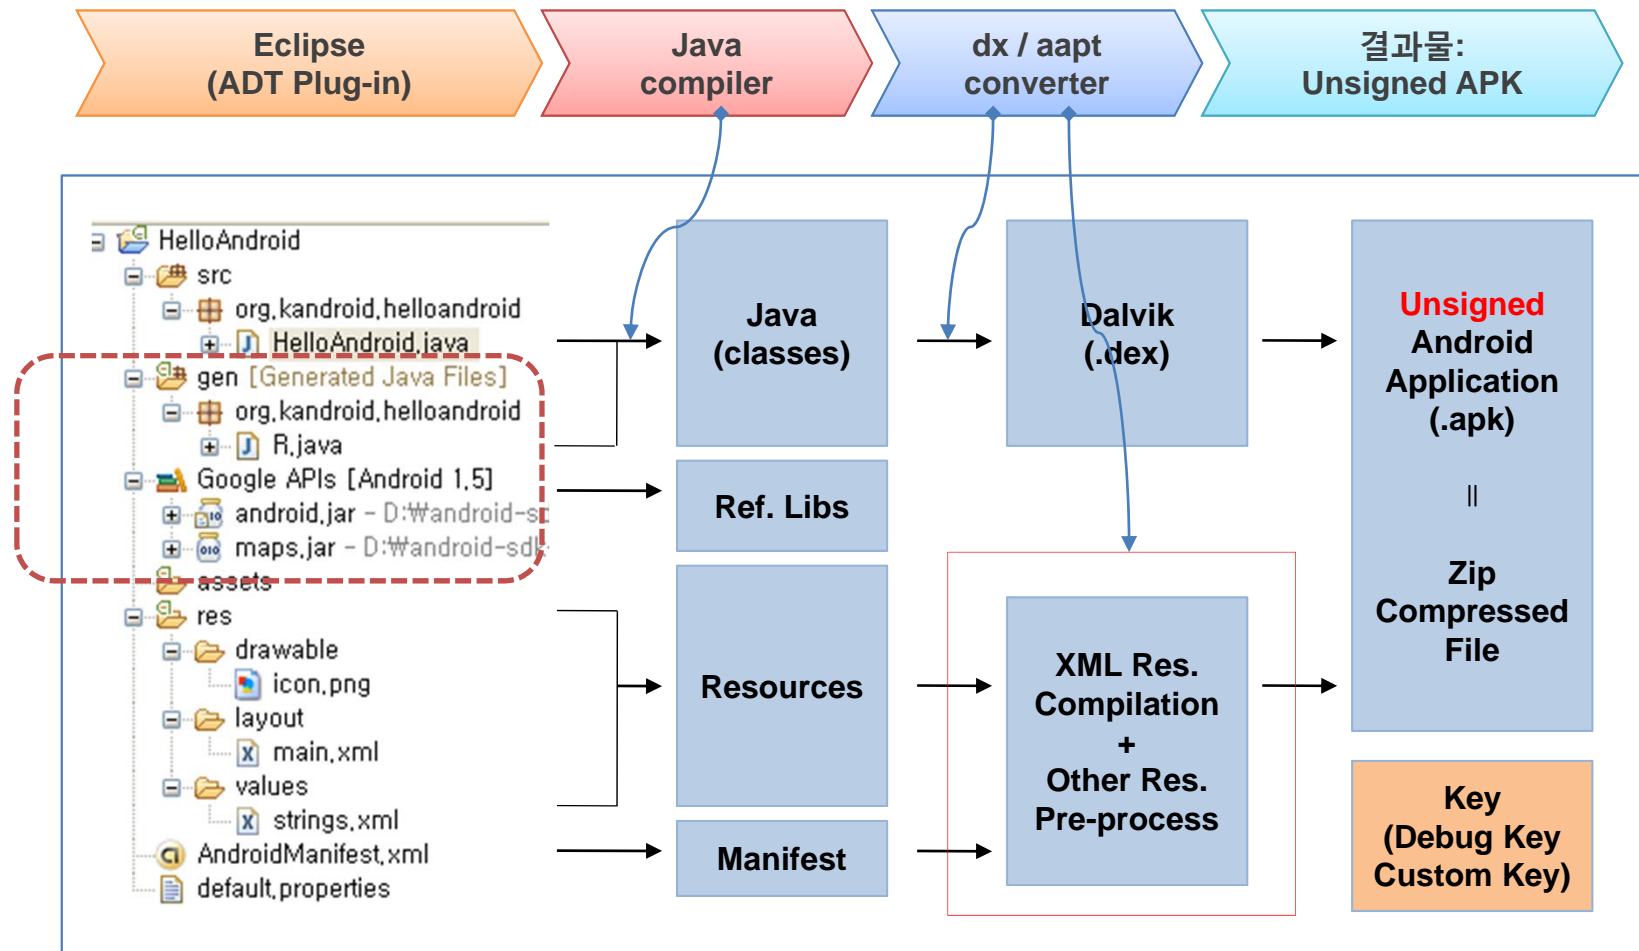 Eclipse
(ADT Plug-in)
Java
compiler
dx / aapt
converter
결과물:
Unsigned APK
HelloAndroid
src
org.kandroid.helloandroid
HelloAndroid.java
gen [Generated Java Files]
org.kandroid.helloandroid
R.java
Google APIs [Android 1.5]
android.jar - D:₩android-sd
maps.jar - D:₩android-sdk
assets
res
drawable
icon.png
layout
main.xml
values
strings.xml
AndroidManifest.xml
default.properties
Java
(classes)
Ref. Libs
Resources
Manifest
Dalvik
(.dex)
XML Res.
Compilation
+
Other Res.
Pre-process
Unsigned
Android
Application
(.apk)
=
Zip
Compressed
File
Key
(Debug Key
Custom Key)